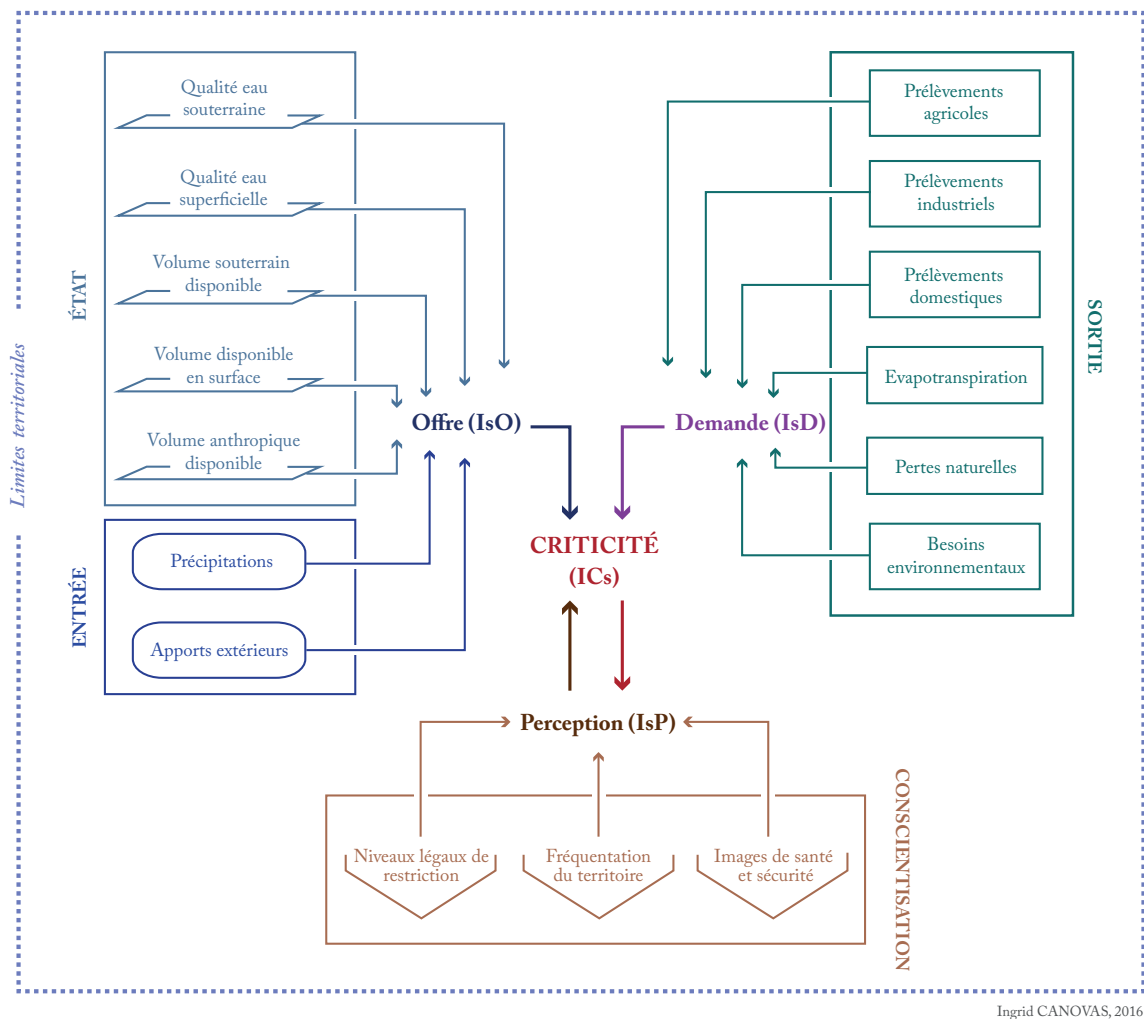 Limites territoriales
ÉTAT
Qualité eau
souterraine
Qualité eau
superficielle
Volume souterrain
disponible
Volume disponible
en surface
Volume anthropique
disponible
ENTRÉE
Précipitations
Apports extérieurs
Offre (IsO)
Demande (IsD)
CRITICITÉ
(ICs)
Perception (IsP)
SORTIE
Prélèvements
agricoles
Prélèvements
industriels
Prélèvements
domestiques
Evapotranspiration
Pertes naturelles
Besoins
environnementaux
CONSCIENTISATION
Niveaux légaux de
restriction
Fréquentation
du territoire
Images de santé
et sécurité
Ingrid CANOVAS, 2016